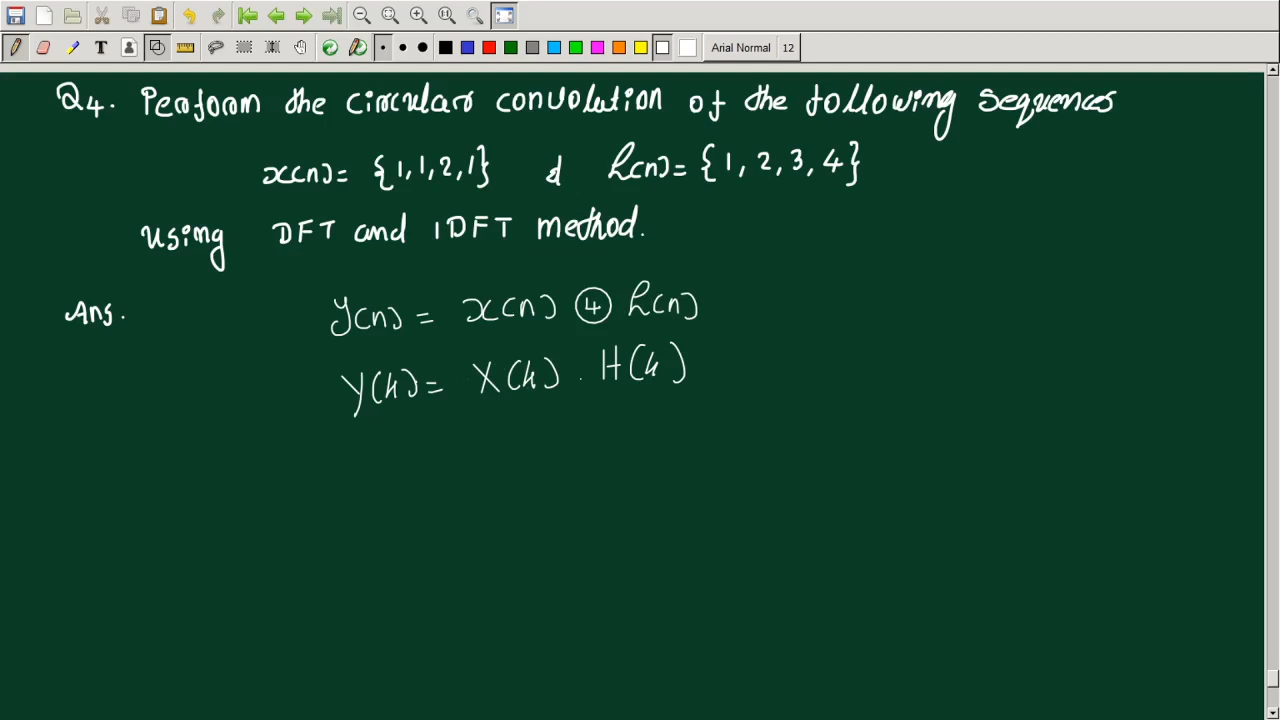 Arial Normal 12
Q4. Perform the circular convolution of the following sequences
x(n) = {1, 1, 2, 1} & h(n) = {1, 2, 3, 4}
Using DFT and IDFT method.
Ans. y(n) = x(n) ④ h(n)
Y(k) = X(k) . H(k)